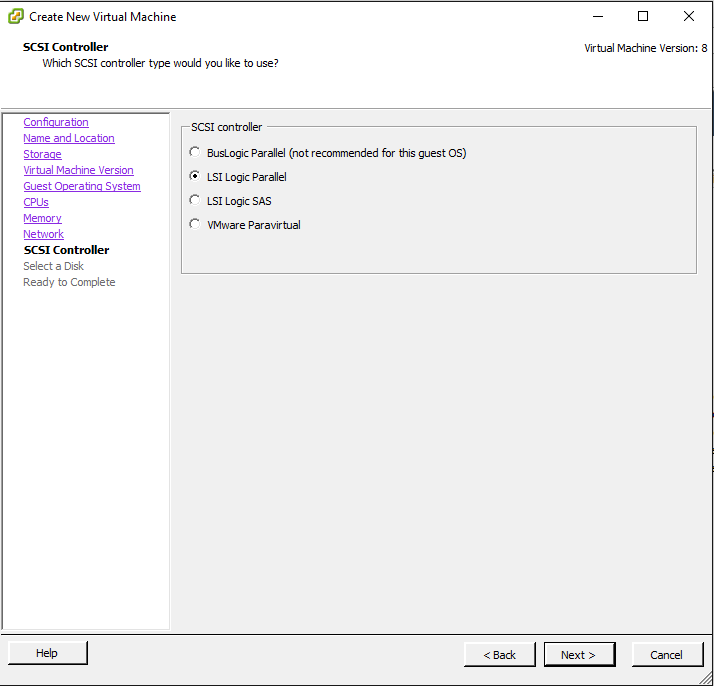 Create New Virtual Machine
SCSI Controller
Which SCSI controller type would you like to use?
Virtual Machine Version: 8
Configuration
Name and Location
Storage
Virtual Machine Version
Guest Operating System
CPUs
Memory
Network
SCSI Controller
Select a Disk
Ready to Complete
SCSI controller
BusLogic Parallel (not recommended for this guest OS)
LSI Logic Parallel
LSI Logic SAS
VMware Paravirtual
Help
< Back
Next >
Cancel